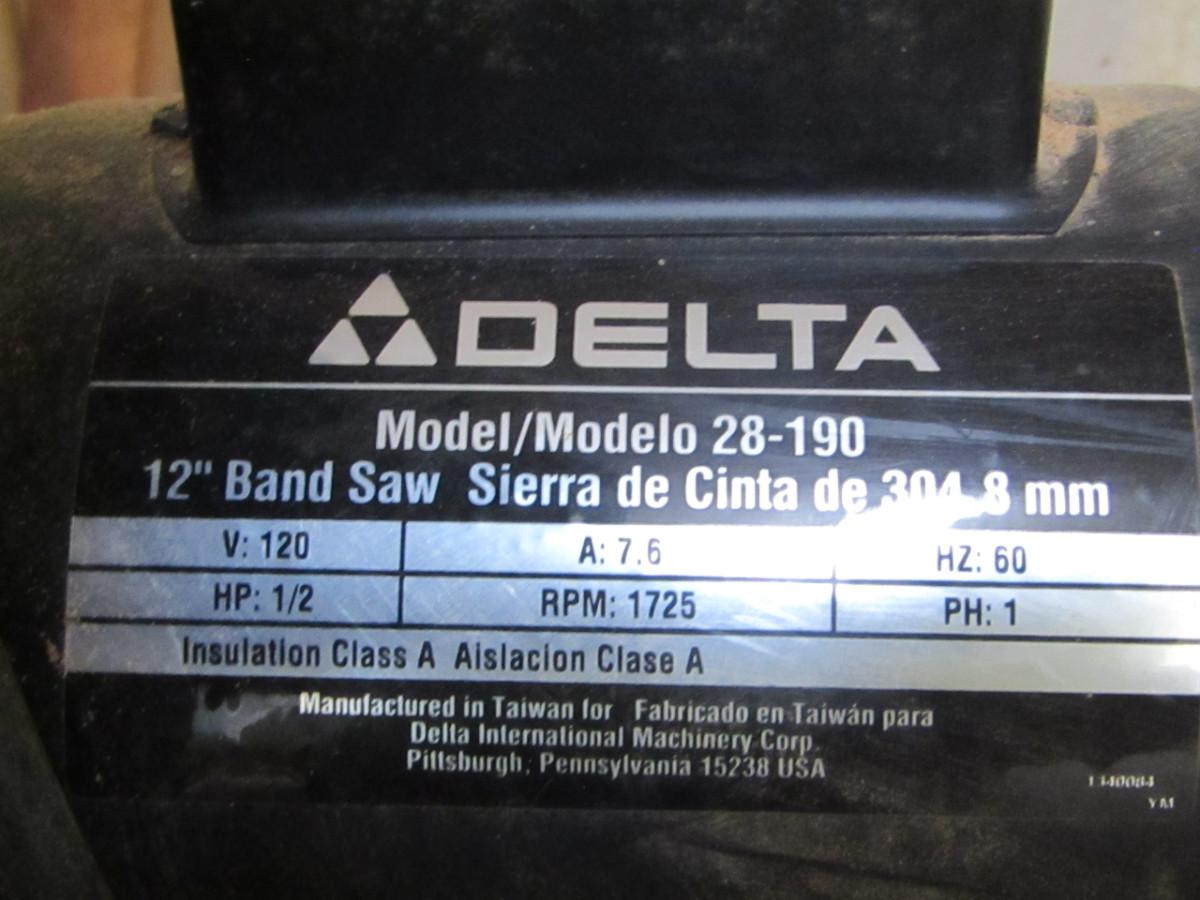 DELTA
Model/Modelo 28-190
12" Band Saw Sierra de Cinta de 304.8 mm
V: 120 A: 7.6 HZ: 60
HP: 1/2 RPM: 1725 PH: 1
Insulation Class A Aislacion Clase A
Manufactured in Taiwan for Fabricado en Taiwán para
Delta International Machinery Corp.
Pittsburgh, Pennsylvania 15238 USA
1340084
YM